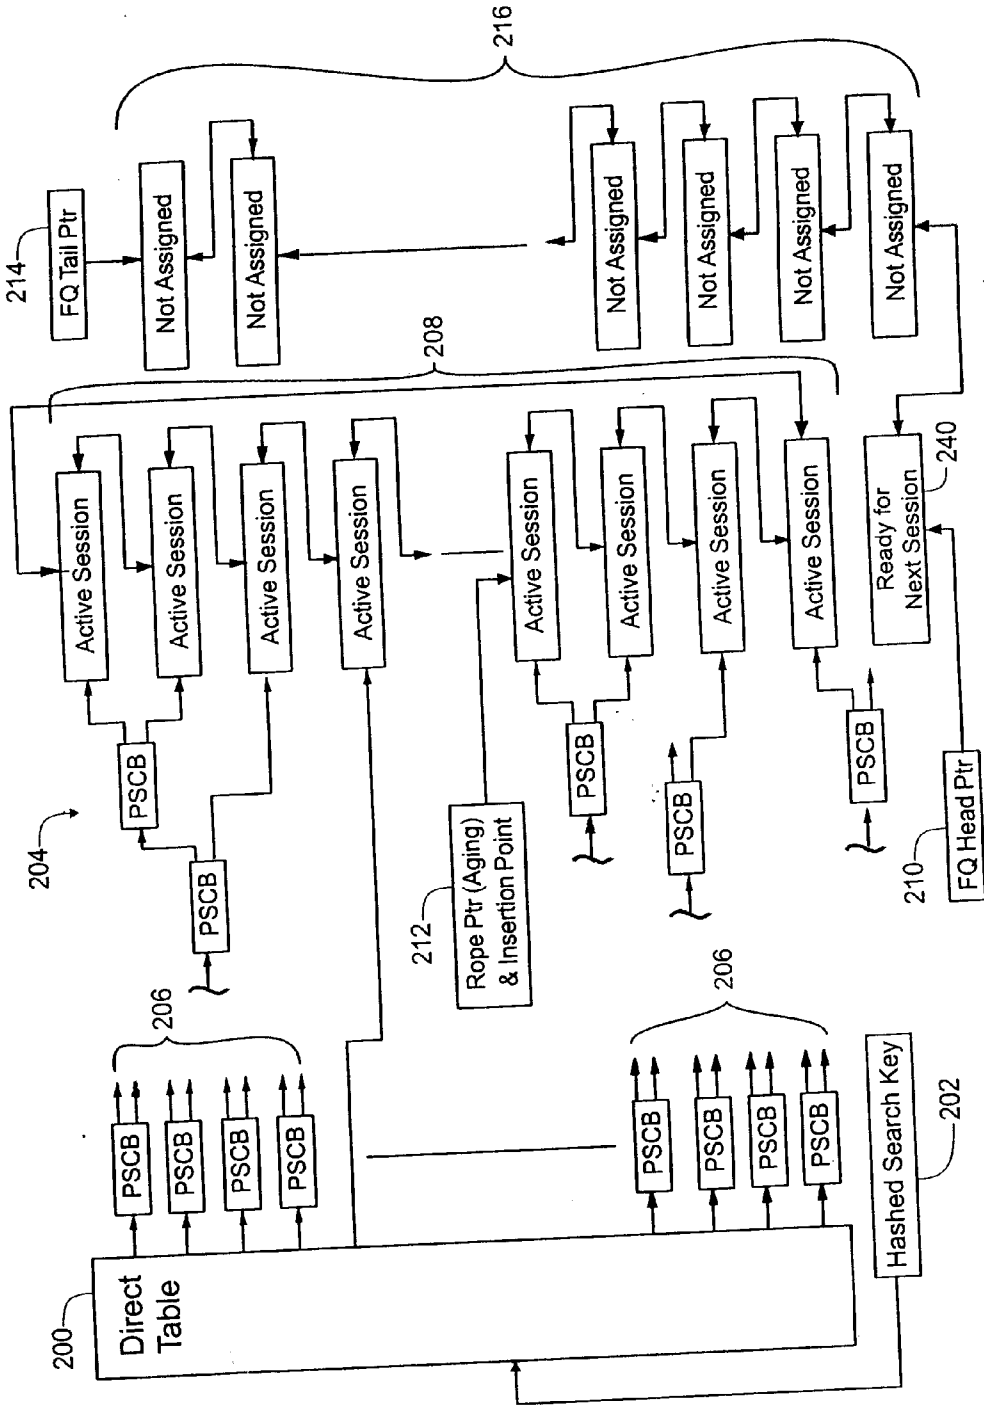 200
Direct
Table
PSCB
PSCB
PSCB
PSCB
206
PSCB
PSCB
PSCB
PSCB
206
Hashed Search Key
202
204
PSCB
PSCB
212
Rope Ptr (Aging)
& Insertion Point
PSCB
PSCB
PSCB
210
FQ Head Ptr
Active Session
Active Session
Active Session
Active Session
Active Session
Active Session
Active Session
Active Session
208
Ready for
Next Session
240
214
FQ Tail Ptr
Not Assigned
Not Assigned
Not Assigned
Not Assigned
Not Assigned
Not Assigned
216